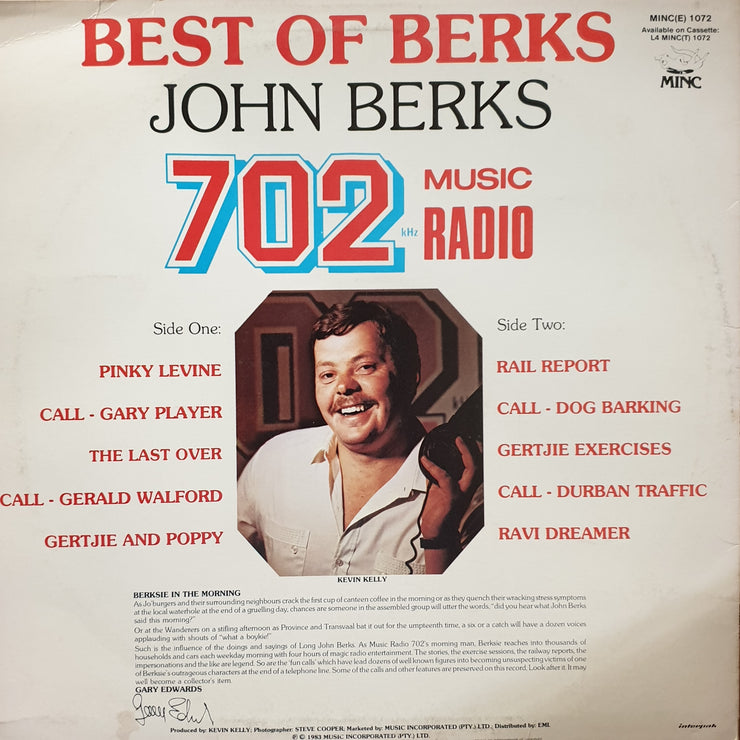 BEST OF BERKS
MINC(E) 1072
Available on Cassette:
L4 MINC(T) 1072
MINC
JOHN BERKS
702 kHz MUSIC RADIO
Side One:
PINKY LEVINE
CALL - GARY PLAYER
THE LAST OVER
CALL - GERALD WALFORD
GERTJIE AND POPPY
Side Two:
RAIL REPORT
CALL - DOG BARKING
GERTJIE EXERCISES
CALL - DURBAN TRAFFIC
RAVI DREAMER
KEVIN KELLY
BERKSIE IN THE MORNING
As Jo'burgers and their surrounding neighbours crack the first cup of canteen coffee in the morning or as they quench their wracking stress symptoms
at the local waterhole at the end of a gruelling day, chances are someone in the assembled group will utter the words, "did you hear what John Berks
said this morning?"
Or at the Wanderers on a stifling afternoon as Province and Transvaal bat it out for the umpteenth time, a six or a catch will have a dozen voices
applauding with shouts of "what a boykie!"
Such is the influence of the doings and sayings of Long John Berks. As Music Radio 702's morning man, Berksie reaches into thousands of
households and cars each weekday morning with four hours of magic radio entertainment. The stories, the exercise sessions, the railway reports, the
impersonations and the like are legend. So are the 'fun calls' which have lead dozens of well known figures into becoming unsuspecting victims of one
of Berksie's outrageous characters at the end of a telephone line. Some of the calls and other features are preserved on this record. Look after it. It may
well become a collector's item.
GARY EDWARDS
Produced by: KEVIN KELLY; Photographer: STEVE COOPER; Marketed by: MUSIC INCORPORATED (PTY.) LTD.; Distributed by: EMI.
℗ © 1983 MUSIC INCORPORATED (PTY.) LTD.
interpak